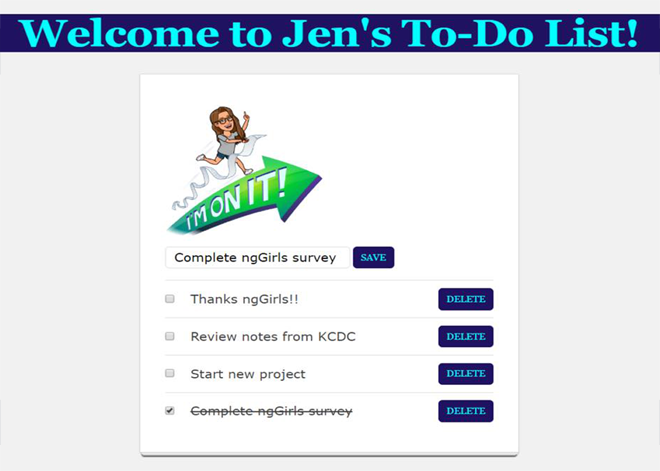 Welcome to Jen's To-Do List!
I'M ON IT!
Complete ngGirls survey SAVE
Thanks ngGirls!! DELETE
Review notes from KCDC DELETE
Start new project DELETE
Complete ngGirls survey DELETE